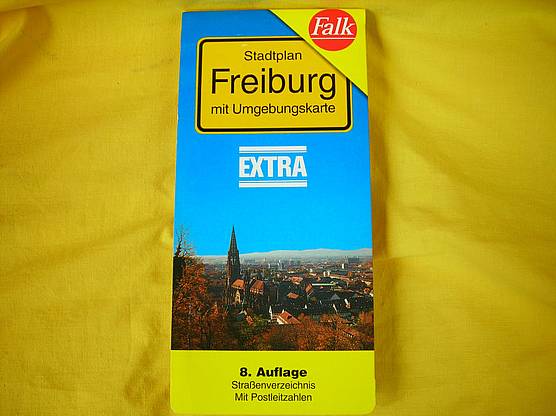 Falk
Stadtplan
Freiburg
mit Umgebungskarte
EXTRA
8. Auflage
Straßenverzeichnis
Mit Postleitzahlen